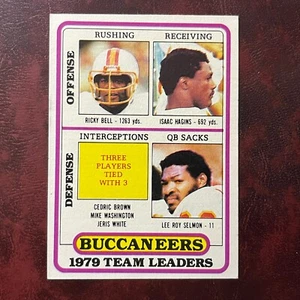 OFFENSE
RUSHING
RECEIVING
RICKY BELL - 1263 yds.
ISAAC HAGINS - 692 yds.
DEFENSE
INTERCEPTIONS
QB SACKS
THREE
PLAYERS
TIED
WITH 3
CEDRIC BROWN
MIKE WASHINGTON
JERIS WHITE
LEE ROY SELMON - 11
BUCCANEERS
1979 TEAM LEADERS